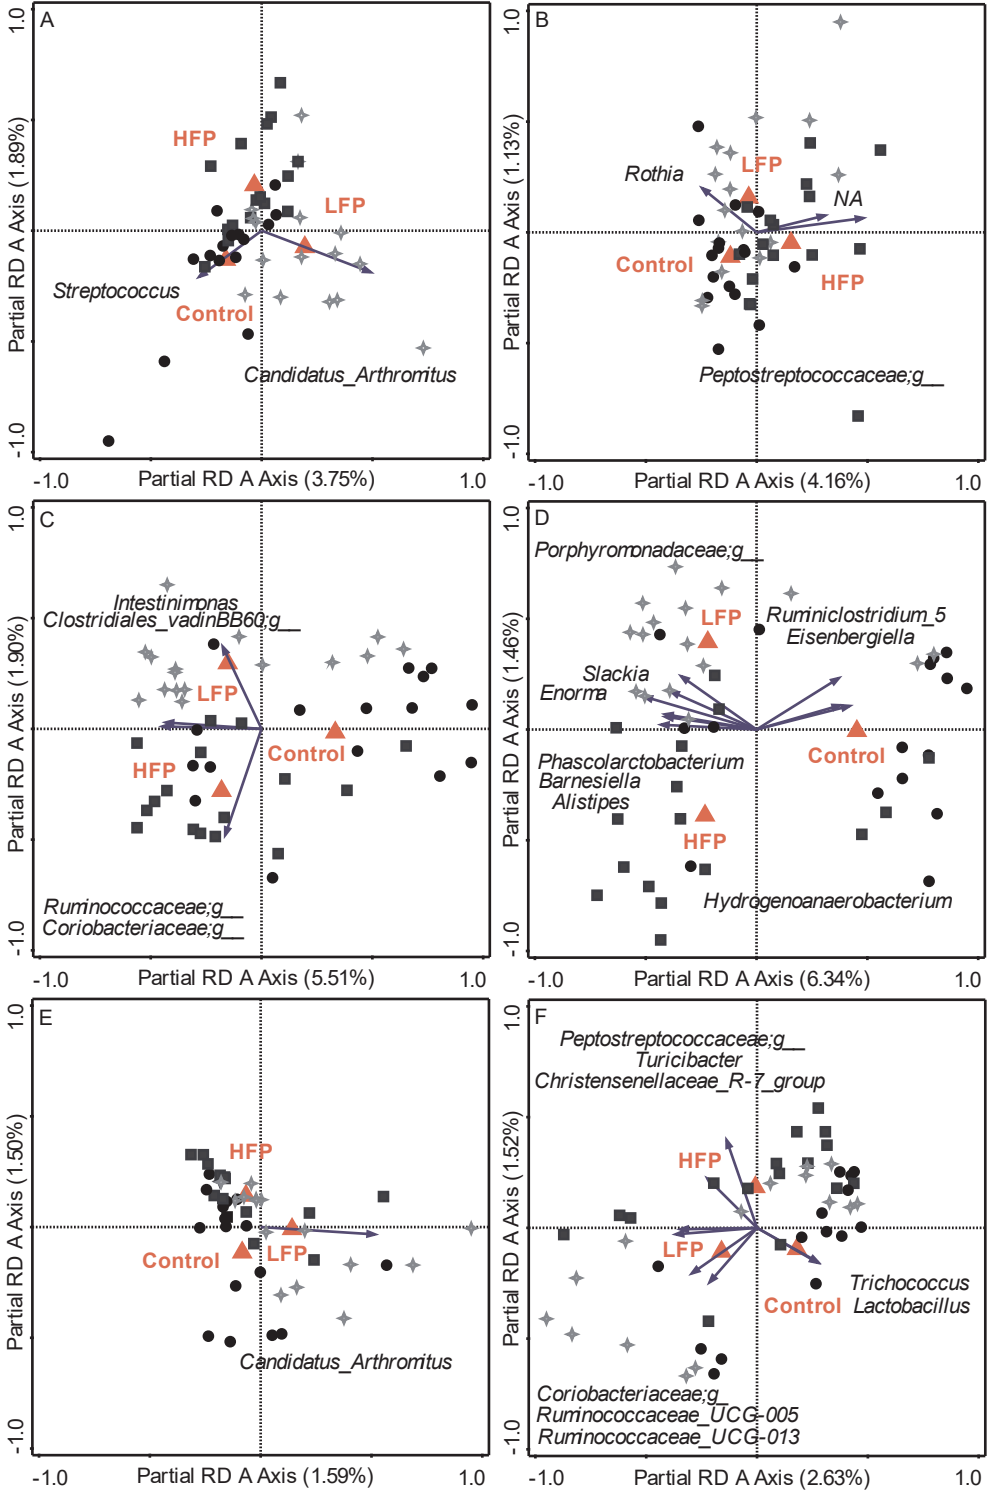 A
1.0
HFP
LFP
Streptococcus
Control
Candidatus_Arthromitus
Partial RD A Axis (1.89%)
-1.0
-1.0
Partial RD A Axis (3.75%)
1.0
B
1.0
LFP
Rothia
NA
Control
HFP
Peptostreptococcaceae;g__
Partial RD A Axis (1.13%)
-1.0
-1.0
Partial RD A Axis (4.16%)
1.0
C
1.0
Intestinimonas
Clostridiales_vadinBB60;g__
LFP
Control
HFP
Ruminococcaceae;g__
Coriobacteriaceae;g__
Partial RD A Axis (1.90%)
-1.0
-1.0
Partial RD A Axis (5.51%)
1.0
D
1.0
Porphyromonadaceae;g__
LFP
Ruminiclostridium_5
Eisenbergiella
Slackia
Enorma
Control
Phascolarctobacterium
Barnesiella
Alistipes
HFP
Hydrogenoanaerobacterium
Partial RD A Axis (1.46%)
-1.0
-1.0
Partial RD A Axis (6.34%)
1.0
E
1.0
HFP
Control
LFP
Candidatus_Arthromitus
Partial RD A Axis (1.50%)
-1.0
-1.0
Partial RD A Axis (1.59%)
1.0
F
1.0
Peptostreptococcaceae;g__
Turicibacter
Christensenellaceae_R-7_group
HFP
LFP
Trichococcus
Control
Lactobacillus
Coriobacteriaceae;g_
Ruminococcaceae_UCG-005
Ruminococcaceae_UCG-013
Partial RD A Axis (1.52%)
-1.0
-1.0
Partial RD A Axis (2.63%)
1.0